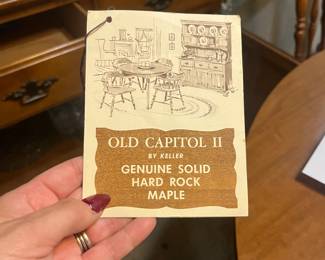 OLD CAPITOL II
BY KELLER
GENUINE SOLID
HARD ROCK
MAPLE